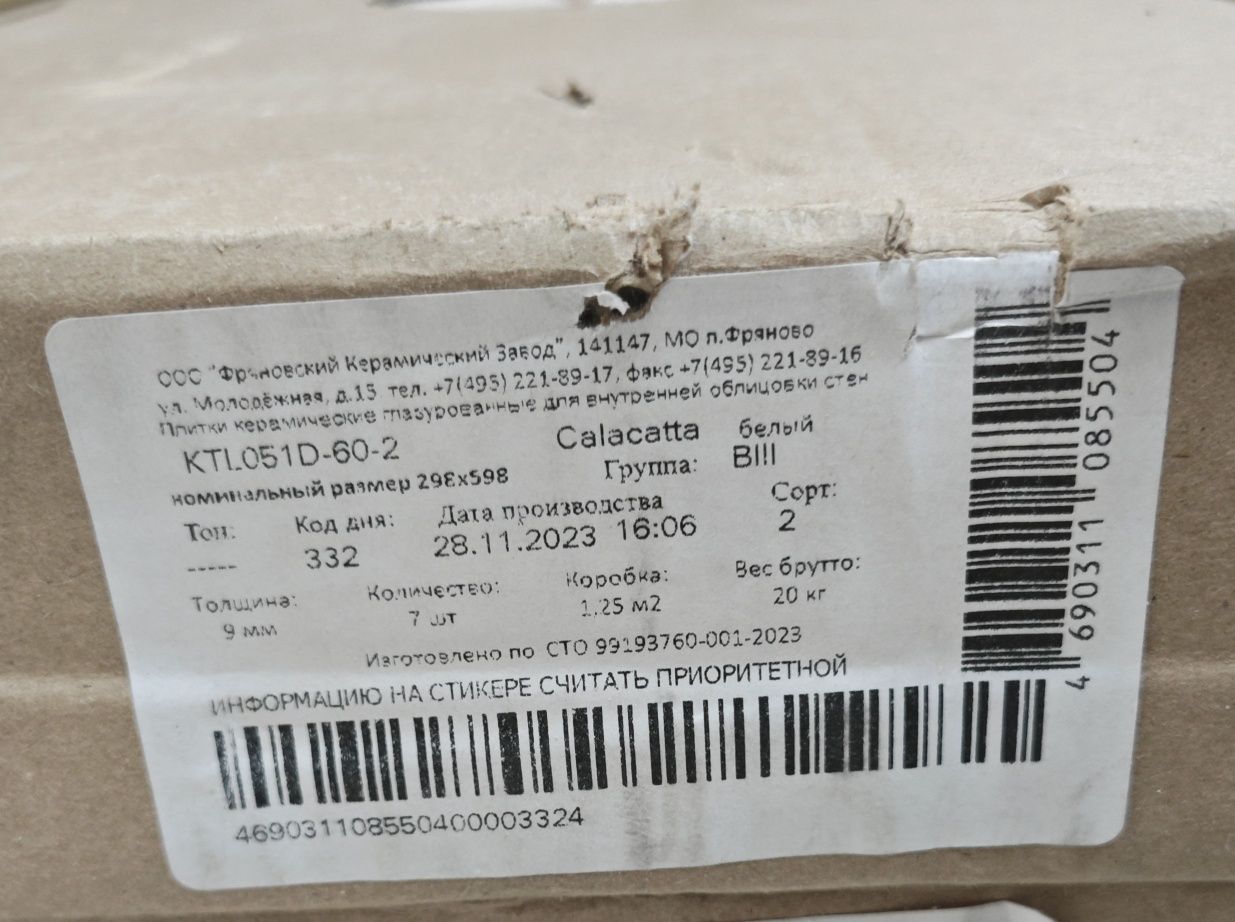 ООО "Фряновский Керамический Завод", 141147, МО п.Фряново
ул. Молодёжная, д.15 тел. +7(495) 221-89-17, факс +7(495) 221-89-16
Плитки керамические глазурованные для внутренней облицовки стен
KTL051D-60-2 Calacatta белый
номинальный размер 298x598 Группа: BIII
Тон: Код дня: Дата производства Сорт:
----- 332 28.11.2023 16:06 2
Толщина: Количество: Коробка: Вес брутто:
9 мм 7 шт 1,25 м2 20 кг
Изготовлено по СТО 99193760-001-2023
ИНФОРМАЦИЮ НА СТИКЕРЕ СЧИТАТЬ ПРИОРИТЕТНОЙ
469031108550400003324
4 690311 085504